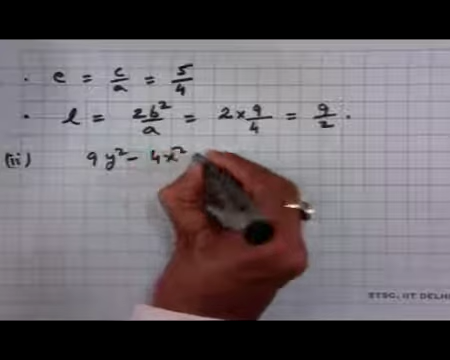 . e = c/a = 5/4
. l = 2b²/a = 2×9/4 = 9/2 .
(ii) 9y² - 4x²
ETSC, IIT DELHI